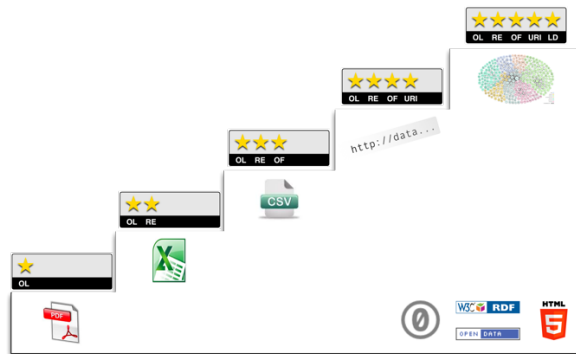 OL RE OF URI LD
OL RE OF URI
http://data...
OL RE OF
CSV
OL RE
OL
PDF
0
W3C RDF
OPEN DATA
HTML
5